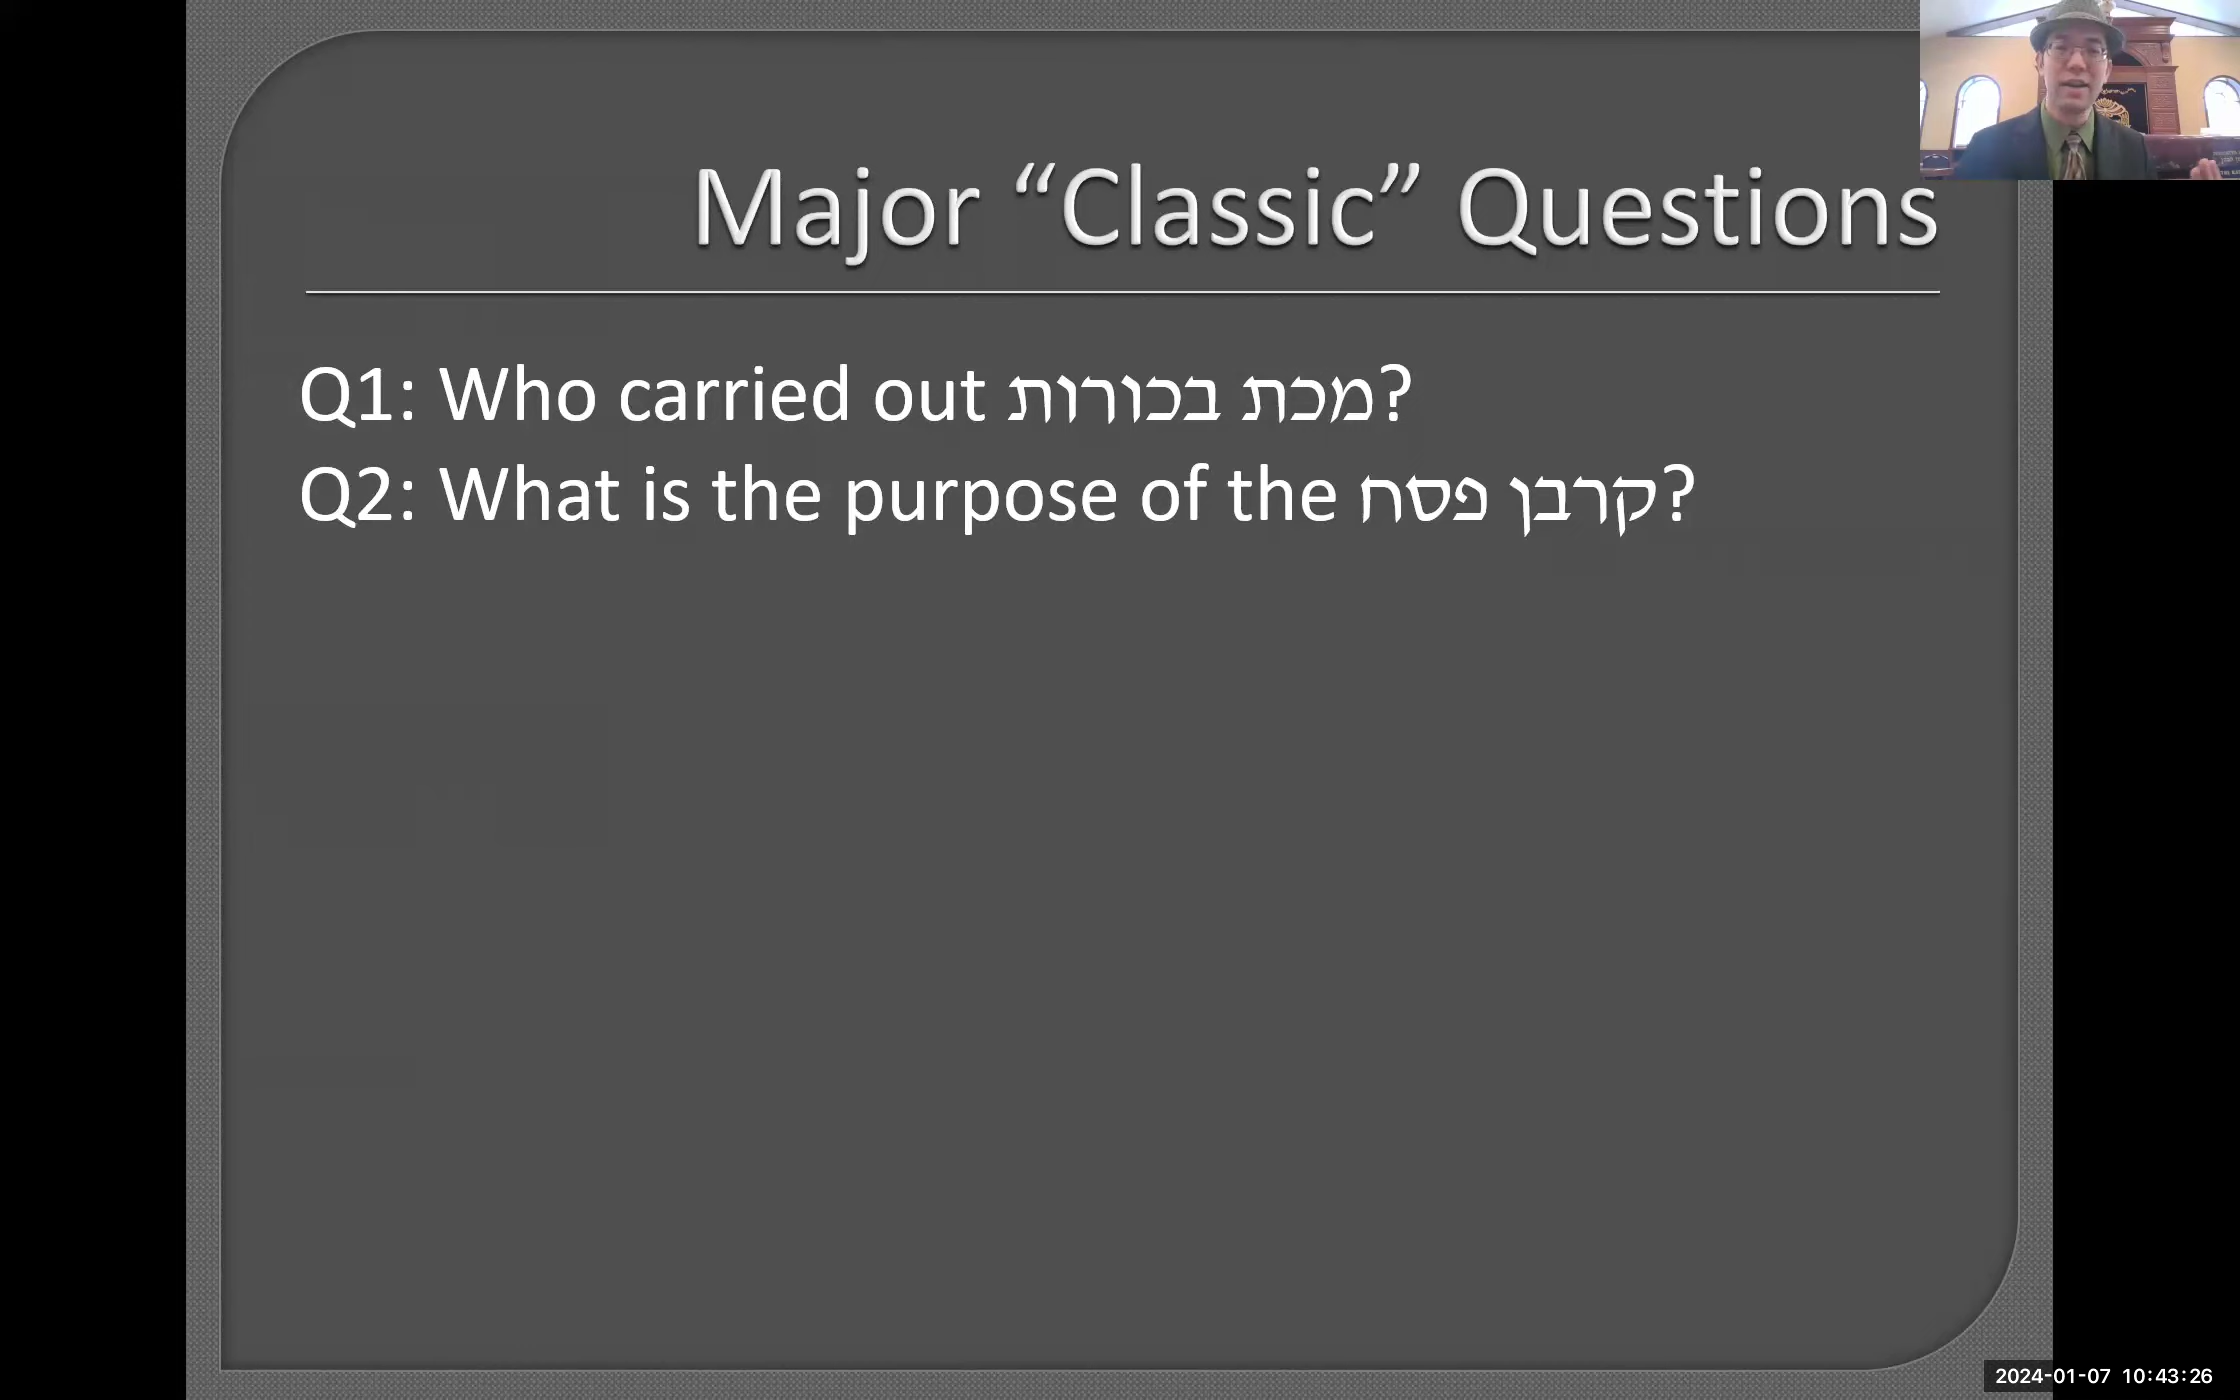 Major “Classic” Questions
Q1: Who carried out מכת בכורות?
Q2: What is the purpose of the קרבן פסח?
2024-01-07 10:43:26